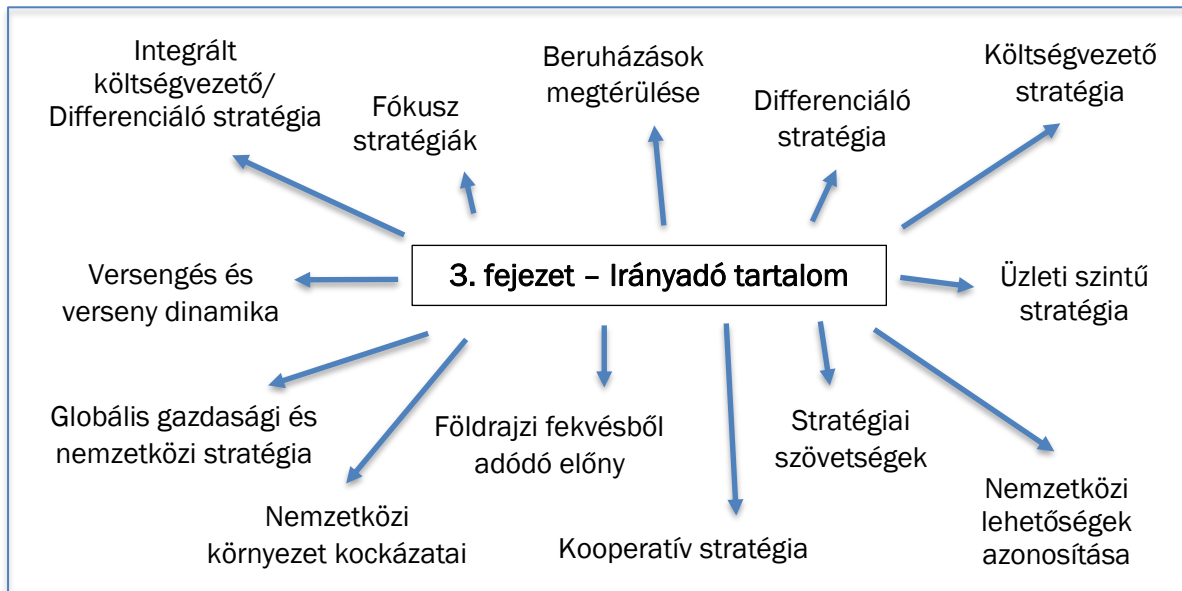 Integrált
költségvezető/
Differenciáló stratégia
Fókusz
stratégiák
Beruházások
megtérülése
Differenciáló
stratégia
Költségvezető
stratégia
3. fejezet – Irányadó tartalom
Versengés és
verseny dinamika
Üzleti szintű
stratégia
Globális gazdasági és
nemzetközi stratégia
Földrajzi fekvésből
adódó előny
Stratégiai
szövetségek
Nemzetközi
környezet kockázatai
Kooperatív stratégia
Nemzetközi
lehetőségek
azonosítása